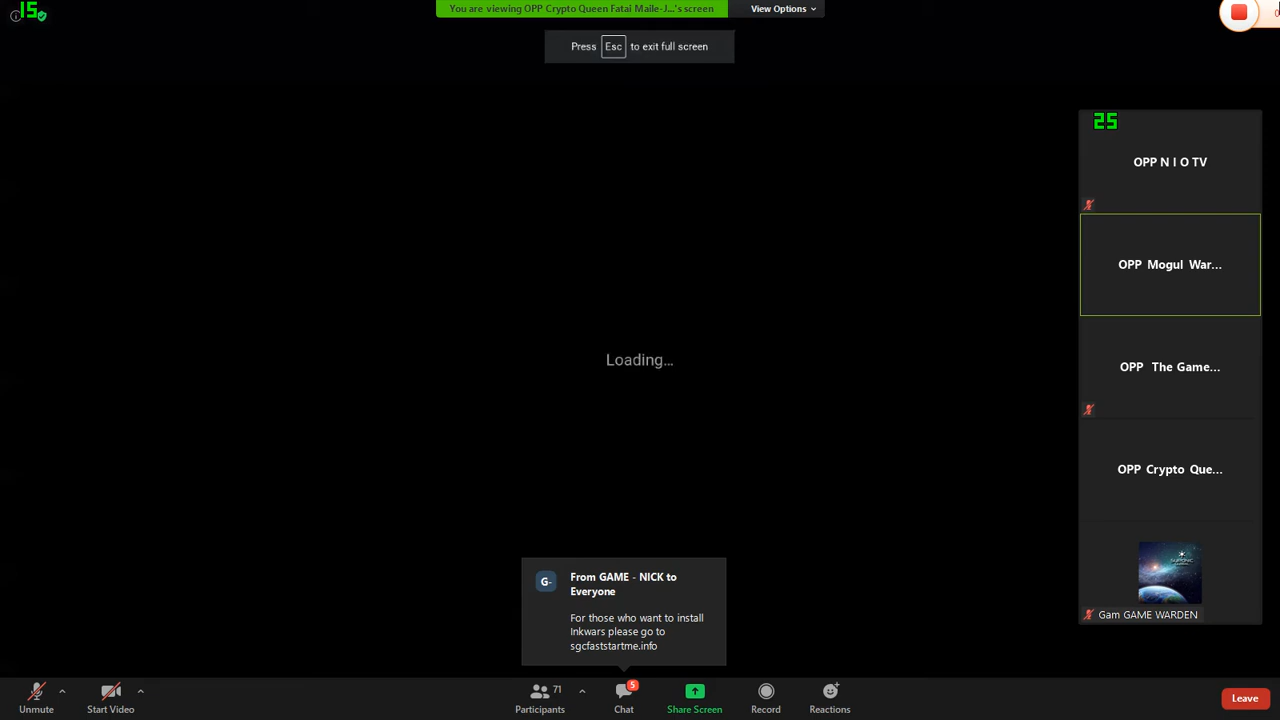 15
You are viewing OPP Crypto Queen Fatai Maile-J...'s screen
View Options
Press Esc to exit full screen
25
OPP N I O TV
OPP Mogul War...
OPP The Game...
OPP Crypto Que...
Gam GAME WARDEN
Loading...
G-
From GAME - NICK to
Everyone
For those who want to install
Inkwars please go to
sgcfaststartme.info
Unmute
Start Video
71
Participants
5
Chat
Share Screen
Record
Reactions
Leave